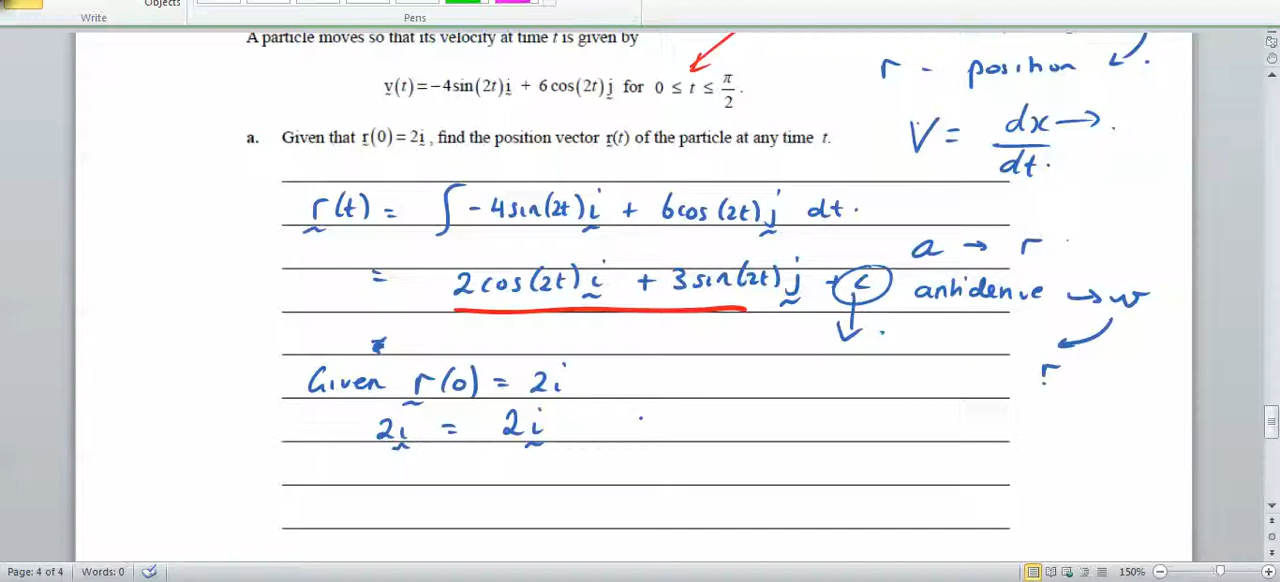 Objects
Write
Pens
A particle moves so that its velocity at time t is given by
v(t)=−4sin(2t)i + 6cos(2t)j for 0 ≤ t ≤ π/2.
a. Given that r(0)=2i, find the position vector r(t) of the particle at any time t.
r(t) = ∫ -4sin(2t)i + 6cos(2t)j dt.
= 2cos(2t)i + 3sin(2t)j + c
Given r(0) = 2i
2i = 2i
r - position
V = dx/dt.
a → r
antidence → v
r
Page: 4 of 4
Words: 0
150%